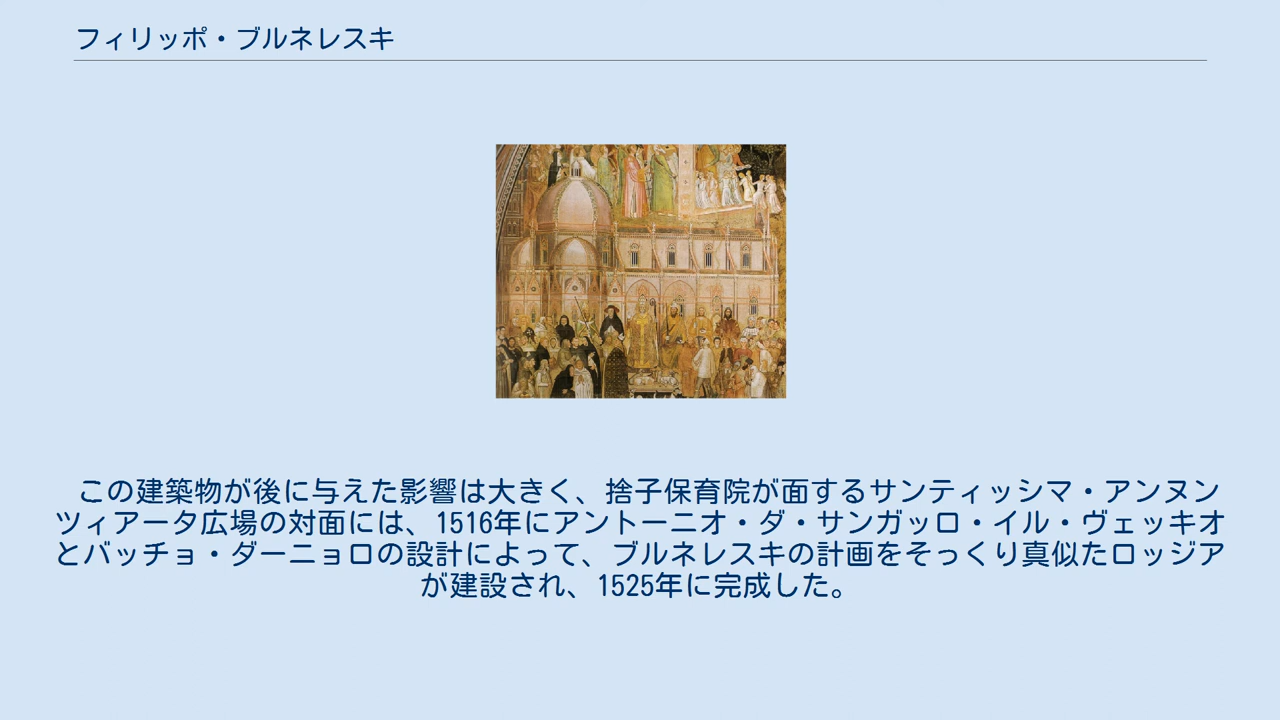 フィリッポ・ブルネレスキ
この建築物が後に与えた影響は大きく、捨子保育院が面するサンティッシマ・アンヌン
ツィアータ広場の対面には、1516年にアントーニオ・ダ・サンガッロ・イル・ヴェッキオ
とバッチョ・ダーニョロの設計によって、ブルネレスキの計画をそっくり真似たロッジア
が建設され、1525年に完成した。